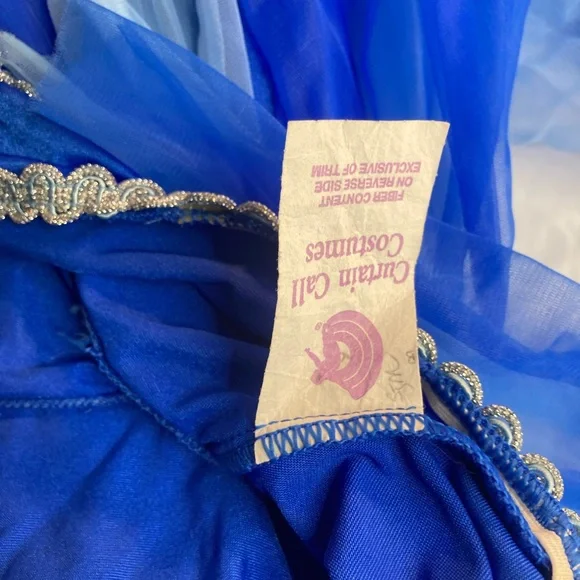 Curtain Call
Costumes
FIBER CONTENT
ON REVERSE SIDE
EXCLUSIVE OF TRIM